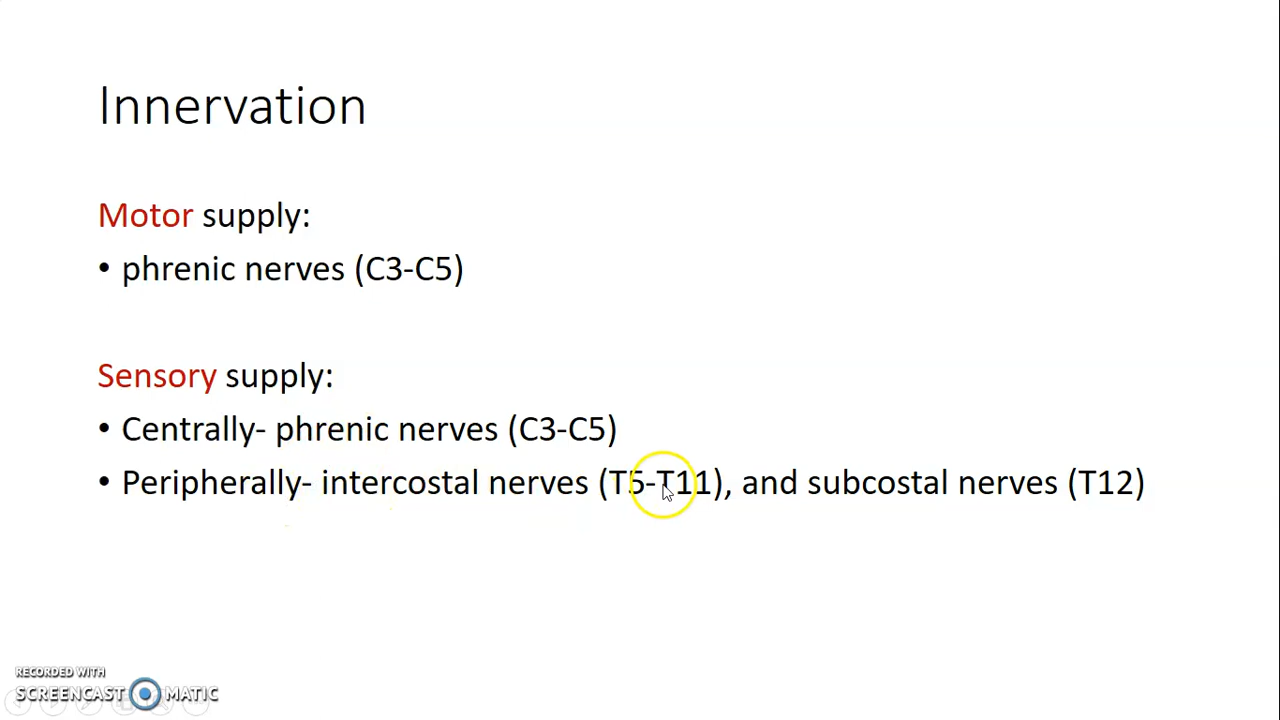 Innervation
Motor supply:
• phrenic nerves (C3-C5)
Sensory supply:
• Centrally- phrenic nerves (C3-C5)
• Peripherally- intercostal nerves (T5-T11), and subcostal nerves (T12)
RECORDED WITH
SCREENCAST MATIC